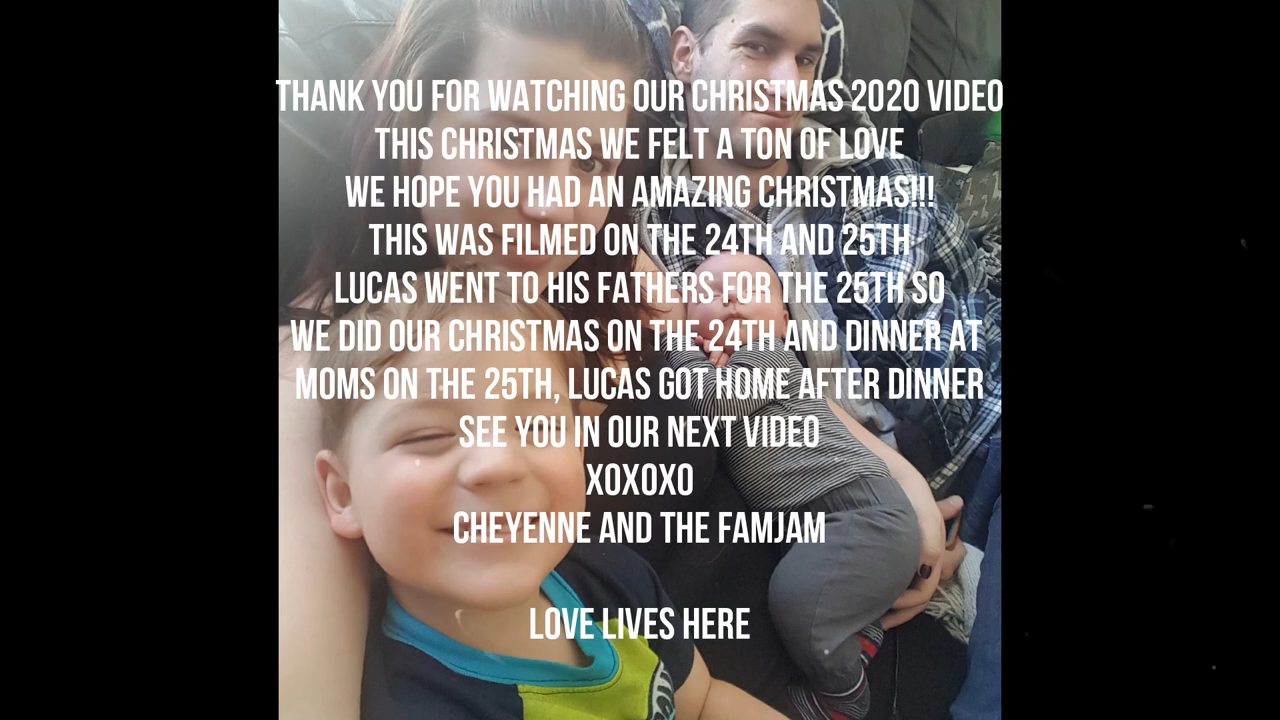 THANK YOU FOR WATCHING OUR CHRISTMAS 2020 VIDEO
THIS CHRISTMAS WE FELT A TON OF LOVE
WE HOPE YOU HAD AN AMAZING CHRISTMAS!!!
THIS WAS FILMED ON THE 24TH AND 25TH
LUCAS WENT TO HIS FATHERS FOR THE 25TH SO
WE DID OUR CHRISTMAS ON THE 24TH AND DINNER AT
MOMS ON THE 25TH, LUCAS GOT HOME AFTER DINNER
SEE YOU IN OUR NEXT VIDEO
XOXOXO
CHEYENNE AND THE FAMJAM
LOVE LIVES HERE